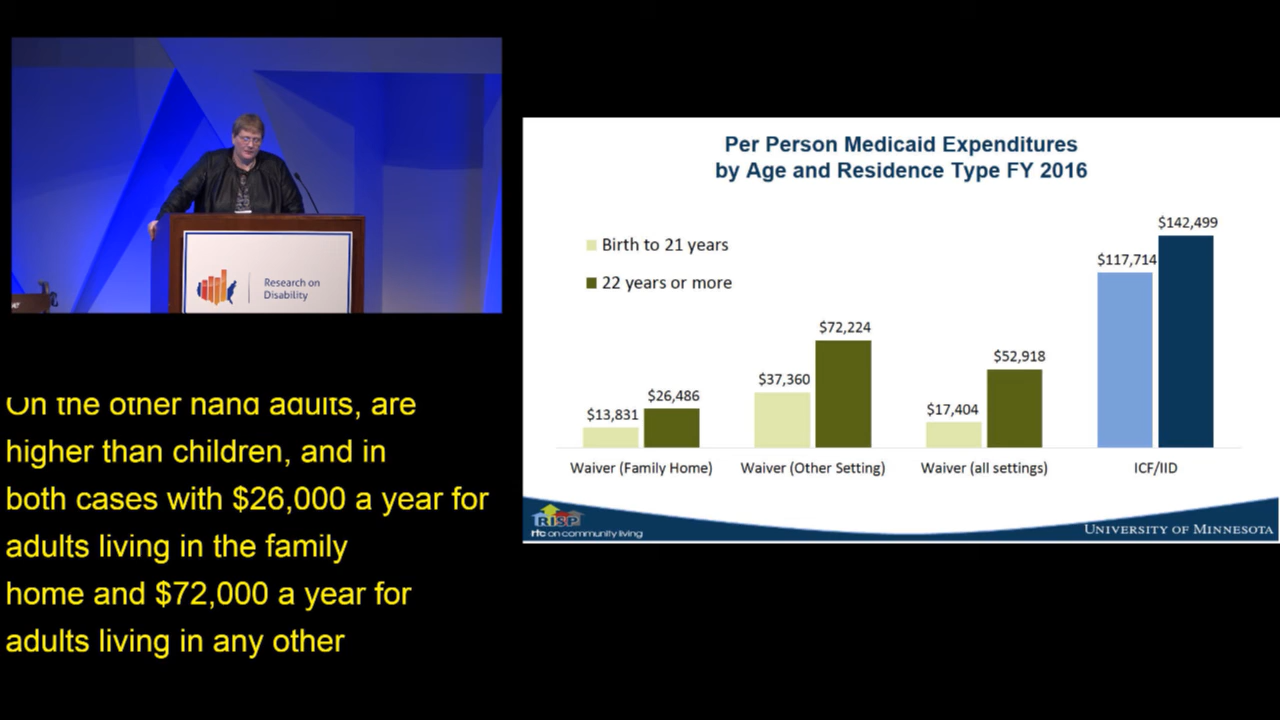 Research on
Disability
On the other hand adults, are
higher than children, and in
both cases with $26,000 a year for
adults living in the family
home and $72,000 a year for
adults living in any other
Per Person Medicaid Expenditures
by Age and Residence Type FY 2016
Birth to 21 years
22 years or more
$13,831
$26,486
$37,360
$72,224
$17,404
$52,918
$117,714
$142,499
Waiver (Family Home)
Waiver (Other Setting)
Waiver (all settings)
ICF/IID
RISP
rtc on community living
UNIVERSITY OF MINNESOTA